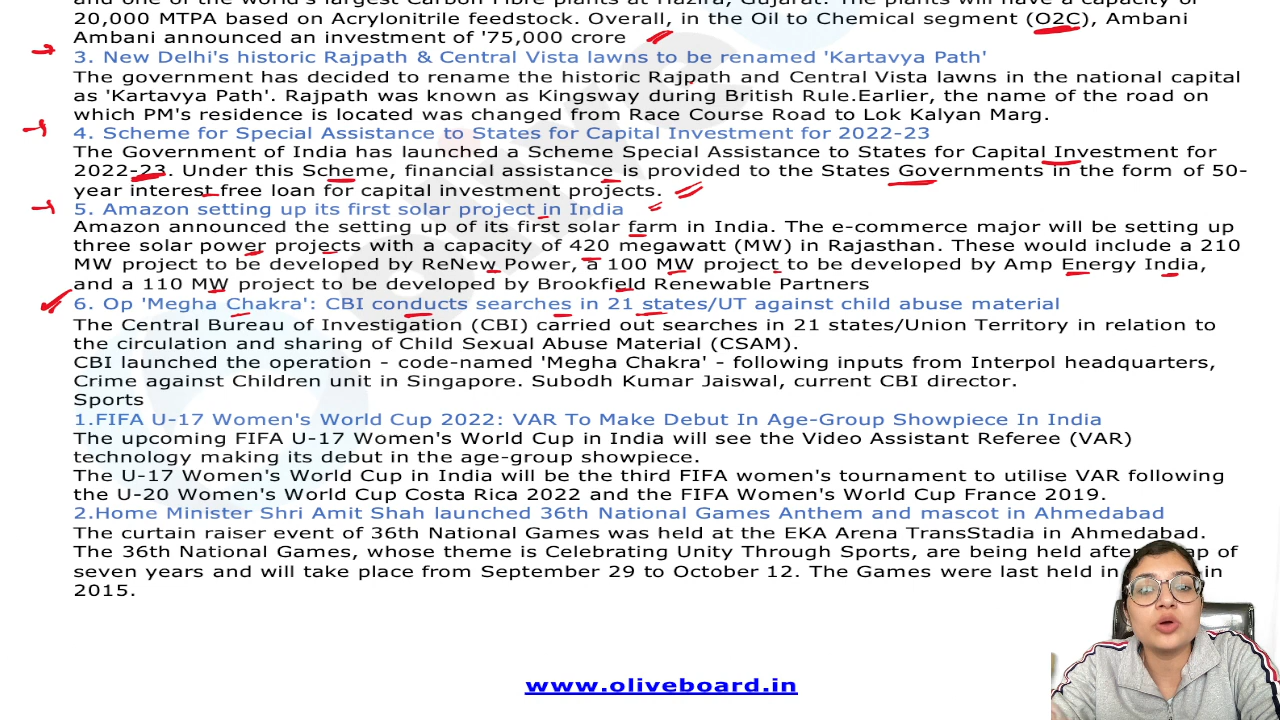 and one of the world's largest Carbon Fibre plants at Hazira, Gujarat. The plants will have a capacity of
20,000 MTPA based on Acrylonitrile feedstock. Overall, in the Oil to Chemical segment (O2C), Ambani
Ambani announced an investment of '75,000 crore
3. New Delhi's historic Rajpath & Central Vista lawns to be renamed 'Kartavya Path'
The government has decided to rename the historic Rajpath and Central Vista lawns in the national capital
as 'Kartavya Path'. Rajpath was known as Kingsway during British Rule.Earlier, the name of the road on
which PM's residence is located was changed from Race Course Road to Lok Kalyan Marg.
4. Scheme for Special Assistance to States for Capital Investment for 2022-23
The Government of India has launched a Scheme Special Assistance to States for Capital Investment for
2022-23. Under this Scheme, financial assistance is provided to the States Governments in the form of 50-
year interest free loan for capital investment projects.
5. Amazon setting up its first solar project in India
Amazon announced the setting up of its first solar farm in India. The e-commerce major will be setting up
three solar power projects with a capacity of 420 megawatt (MW) in Rajasthan. These would include a 210
MW project to be developed by ReNew Power, a 100 MW project to be developed by Amp Energy India,
and a 110 MW project to be developed by Brookfield Renewable Partners
6. Op 'Megha Chakra': CBI conducts searches in 21 states/UT against child abuse material
The Central Bureau of Investigation (CBI) carried out searches in 21 states/Union Territory in relation to
the circulation and sharing of Child Sexual Abuse Material (CSAM).
CBI launched the operation - code-named 'Megha Chakra' - following inputs from Interpol headquarters,
Crime against Children unit in Singapore. Subodh Kumar Jaiswal, current CBI director.
Sports
1.FIFA U-17 Women's World Cup 2022: VAR To Make Debut In Age-Group Showpiece In India
The upcoming FIFA U-17 Women's World Cup in India will see the Video Assistant Referee (VAR)
technology making its debut in the age-group showpiece.
The U-17 Women's World Cup in India will be the third FIFA women's tournament to utilise VAR following
the U-20 Women's World Cup Costa Rica 2022 and the FIFA Women's World Cup France 2019.
2.Home Minister Shri Amit Shah launched 36th National Games Anthem and mascot in Ahmedabad
The curtain raiser event of 36th National Games was held at the EKA Arena TransStadia in Ahmedabad.
The 36th National Games, whose theme is Celebrating Unity Through Sports, are being held after of
seven years and will take place from September 29 to October 12. The Games were last held in in
2015.
www.oliveboard.in